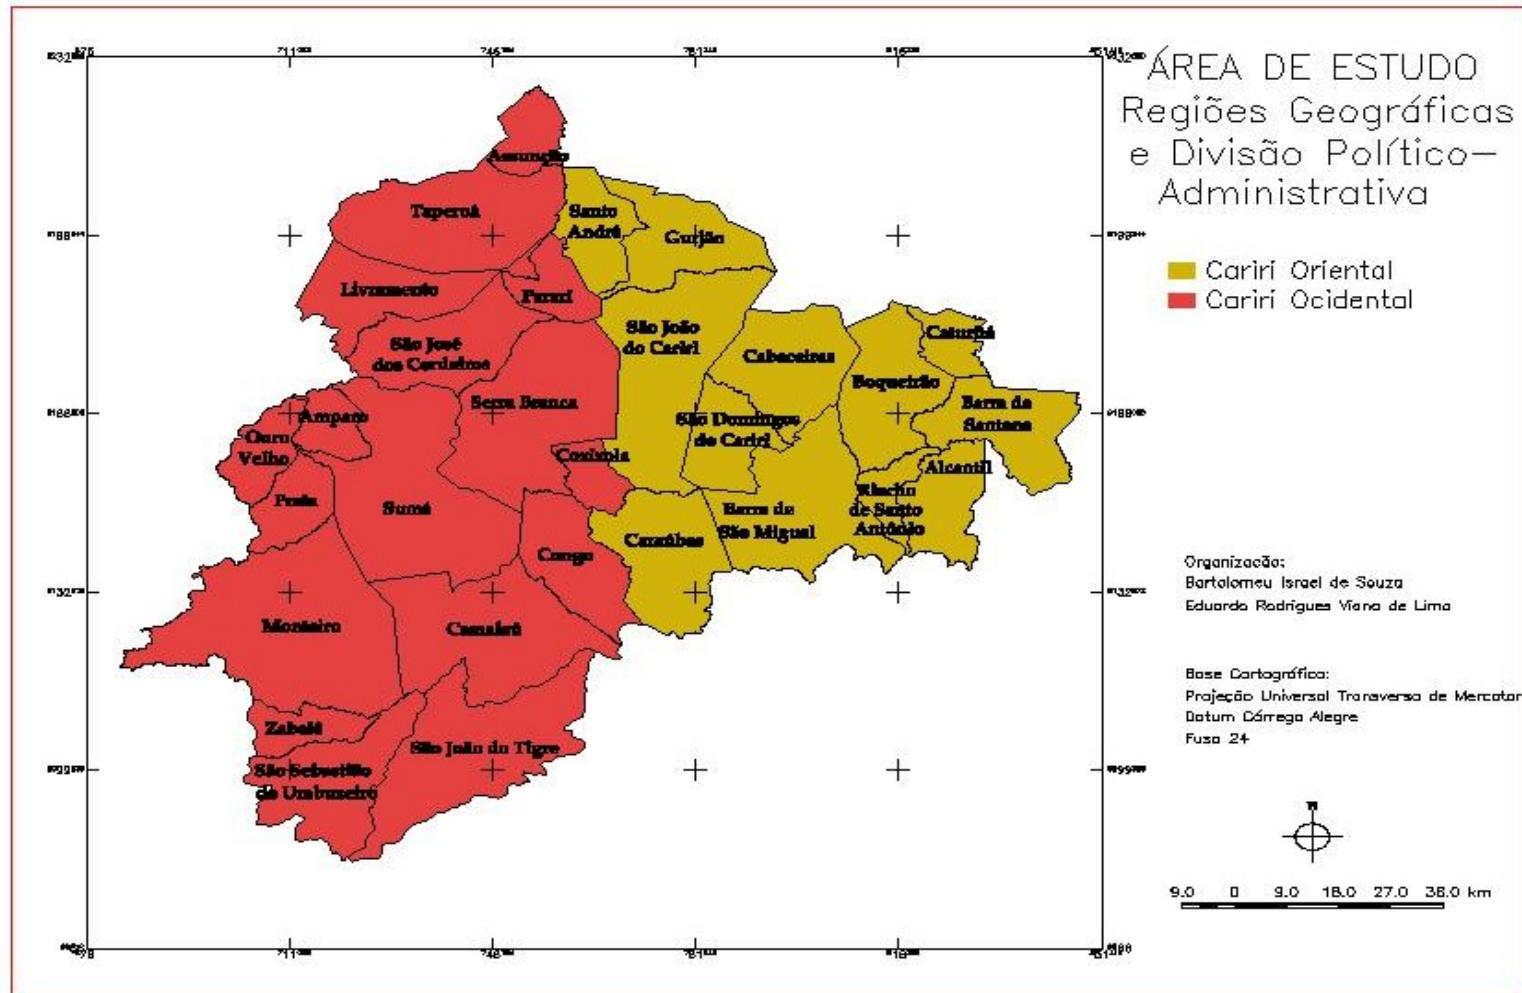 ÁREA DE ESTUDO
Regiões Geográficas
e Divisão Político-
Administrativa
Cariri Oriental
Cariri Ocidental
Assunção
Taperoá
Santo
André
Gurjão
Livramento
Parari
São José
dos Cordeiros
São João
do Cariri
Cabaceiras
Caturité
Boqueirão
Serra Branca
Amparo
Ouro
Velho
São Domingos
do Cariri
Barra de
Santana
Coxixola
Alcantil
Prata
Sumé
Riacho
de Santo
Antônio
Barra de
São Miguel
Congo
Caraúbas
Monteiro
Camalaú
Zabelê
São João do Tigre
São Sebastião
do Umbuzeiro
Organização:
Bartolomeu Israel de Souza
Eduardo Rodrigues Viana de Lima
Base Cartográfica:
Projeção Universal Transversa de Mercator
Datum Córrego Alegre
Fuso 24
N
9.0 0 9.0 18.0 27.0 36.0 km